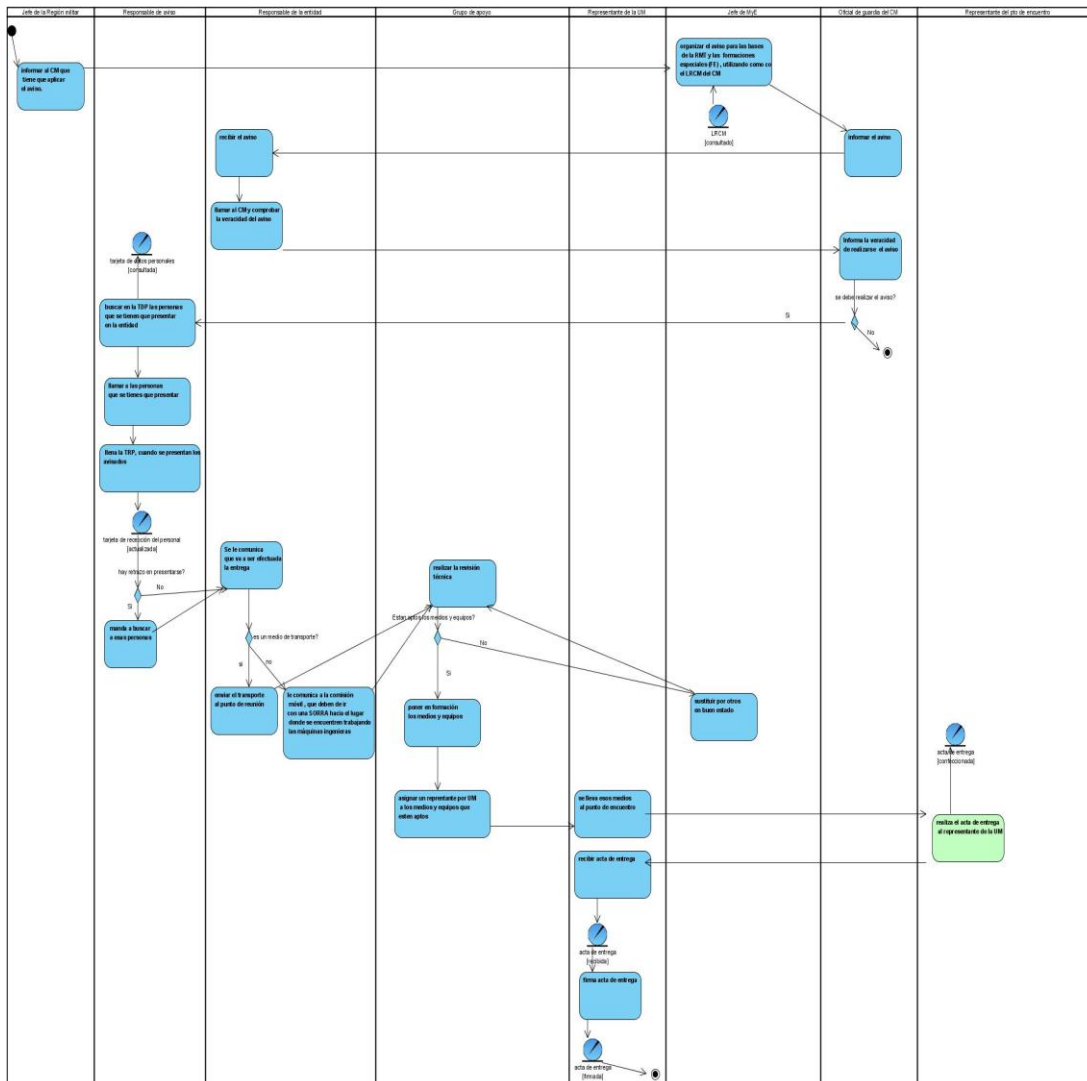 Jefe de la Región militar
Responsable de aviso
Responsable de la entidad
Grupo de apoyo
Representante de la UM
Jefe de MyE
Oficial de guardia del CM
Representante del pto de encuentro
informar al CM que
tiene que aplicar
el aviso.
organizar el aviso para las bases
de la RMT y las formaciones
especiales (FE) , utilizando como co
el LRCM del CM
LRCM
[consultado]
recibir el aviso
informar el aviso
llamar al CM y comprobar
la veracidad del aviso
Informa la veracidad
de realizarse el aviso
tarjeta de datos personales
[consultada]
se debe realizar el aviso?
buscar en la TDP las personas
que se tienen que presentar
en la entidad
Si
No
llamar a las personas
que se tienes que presentar
llena la TRP, cuando se presentan los
avisados
tarjeta de recepción del personal
[actualizada]
hay retrazo en presentarse?
No
Si
Se le comunica
que va a ser efectuada
la entrega
realizar la revisión
técnica
Estan aptos los medios y equipos?
No
Si
manda a buscar
a esas personas
es un medio de transporte?
si
no
enviar el transporte
al punto de reunión
le comunica a la comisión
móvil , que deben de ir
con una SORRA hacia el lugar
donde se encuentren trabajando
las máquinas ingenieras
poner en formación
los medios y equipos
sustituir por otros
en buen estado
acta de entrega
[confeccionada]
asignar un reprentante por UM
a los medios y equipos que
esten aptos
se lleva esos medios
al punto de encuentro
realiza el acta de entrega
al representante de la UM
recibir acta de entrega
acta de entrega
[recibida]
firma acta de entrega
acta de entrega
[firmada]